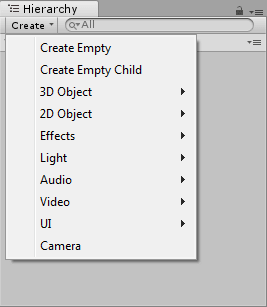 Hierarchy
Create All
Create Empty
Create Empty Child
3D Object
2D Object
Effects
Light
Audio
Video
UI
Camera